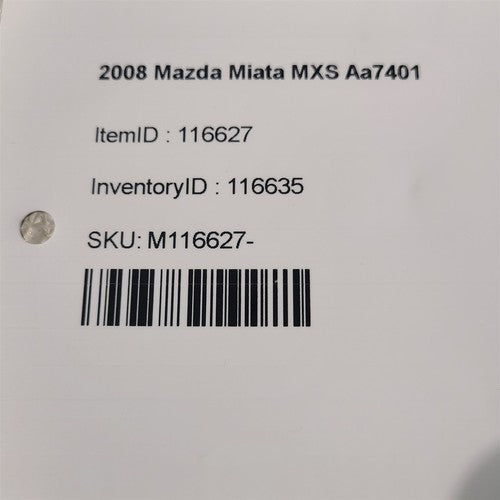 2008 Mazda Miata MXS Aa7401
ItemID : 116627
InventoryID : 116635
SKU: M116627-